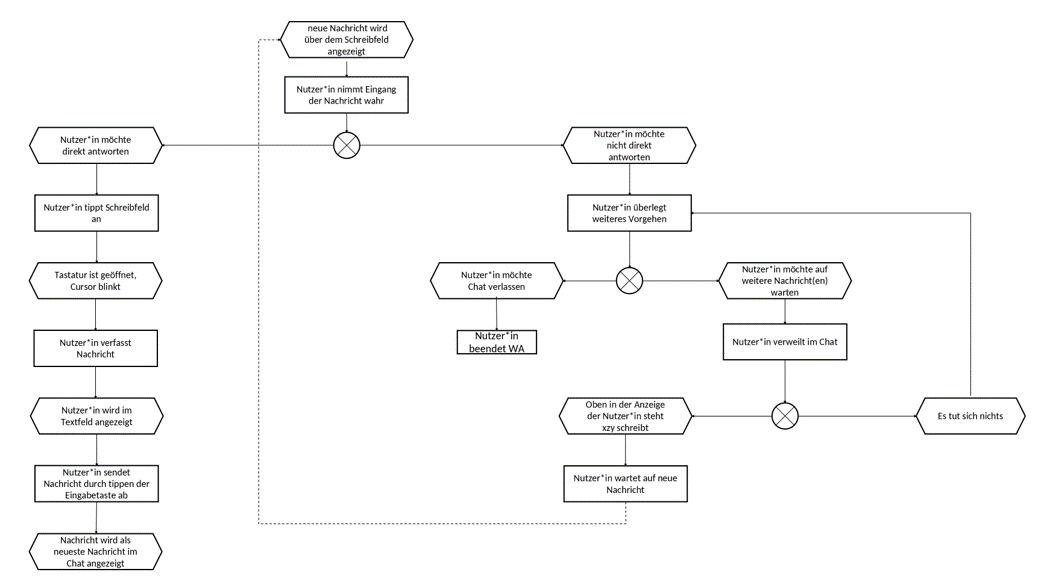 neue Nachricht wird
über dem Schreibfeld
angezeigt
Nutzer*in nimmt Eingang
der Nachricht wahr
Nutzer*in möchte
direkt antworten
Nutzer*in möchte
nicht direkt
antworten
Nutzer*in tippt Schreibfeld
an
Nutzer*in überlegt
weiteres Vorgehen
Tastatur ist geöffnet,
Cursor blinkt
Nutzer*in möchte
Chat verlassen
Nutzer*in möchte auf
weitere Nachricht(en)
warten
Nutzer*in verfasst
Nachricht
Nutzer*in
beendet WA
Nutzer*in verweilt im Chat
Nutzer*in wird im
Textfeld angezeigt
Oben in der Anzeige
der Nutzer*in steht
xzy schreibt
Es tut sich nichts
Nutzer*in sendet
Nachricht durch tippen der
Eingabetaste ab
Nutzer*in wartet auf neue
Nachricht
Nachricht wird als
neueste Nachricht im
Chat angezeigt